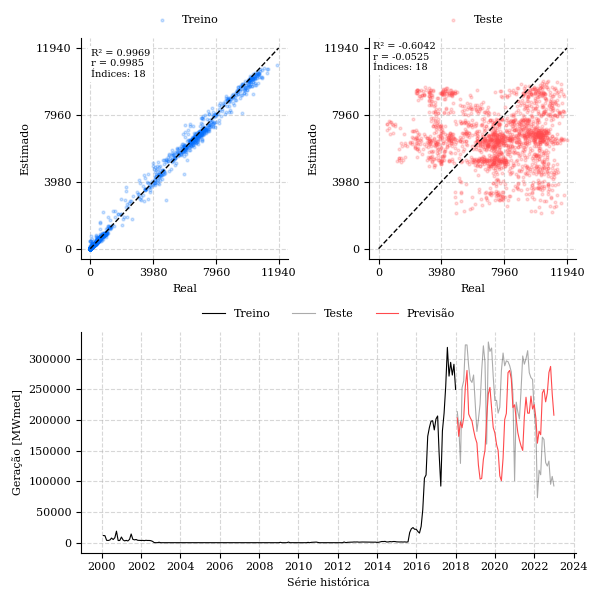 Treino
Teste
R² = 0.9969
r = 0.9985
Índices: 18
R² = -0.6042
r = -0.0525
Índices: 18
11940
7960
3980
0
Estimado
0 3980 7960 11940
Real
11940
7960
3980
0
Estimado
0 3980 7960 11940
Real
Treino Teste Previsão
300000
250000
200000
150000
100000
50000
0
Geração [MWmed]
2000 2002 2004 2006 2008 2010 2012 2014 2016 2018 2020 2022 2024
Série histórica